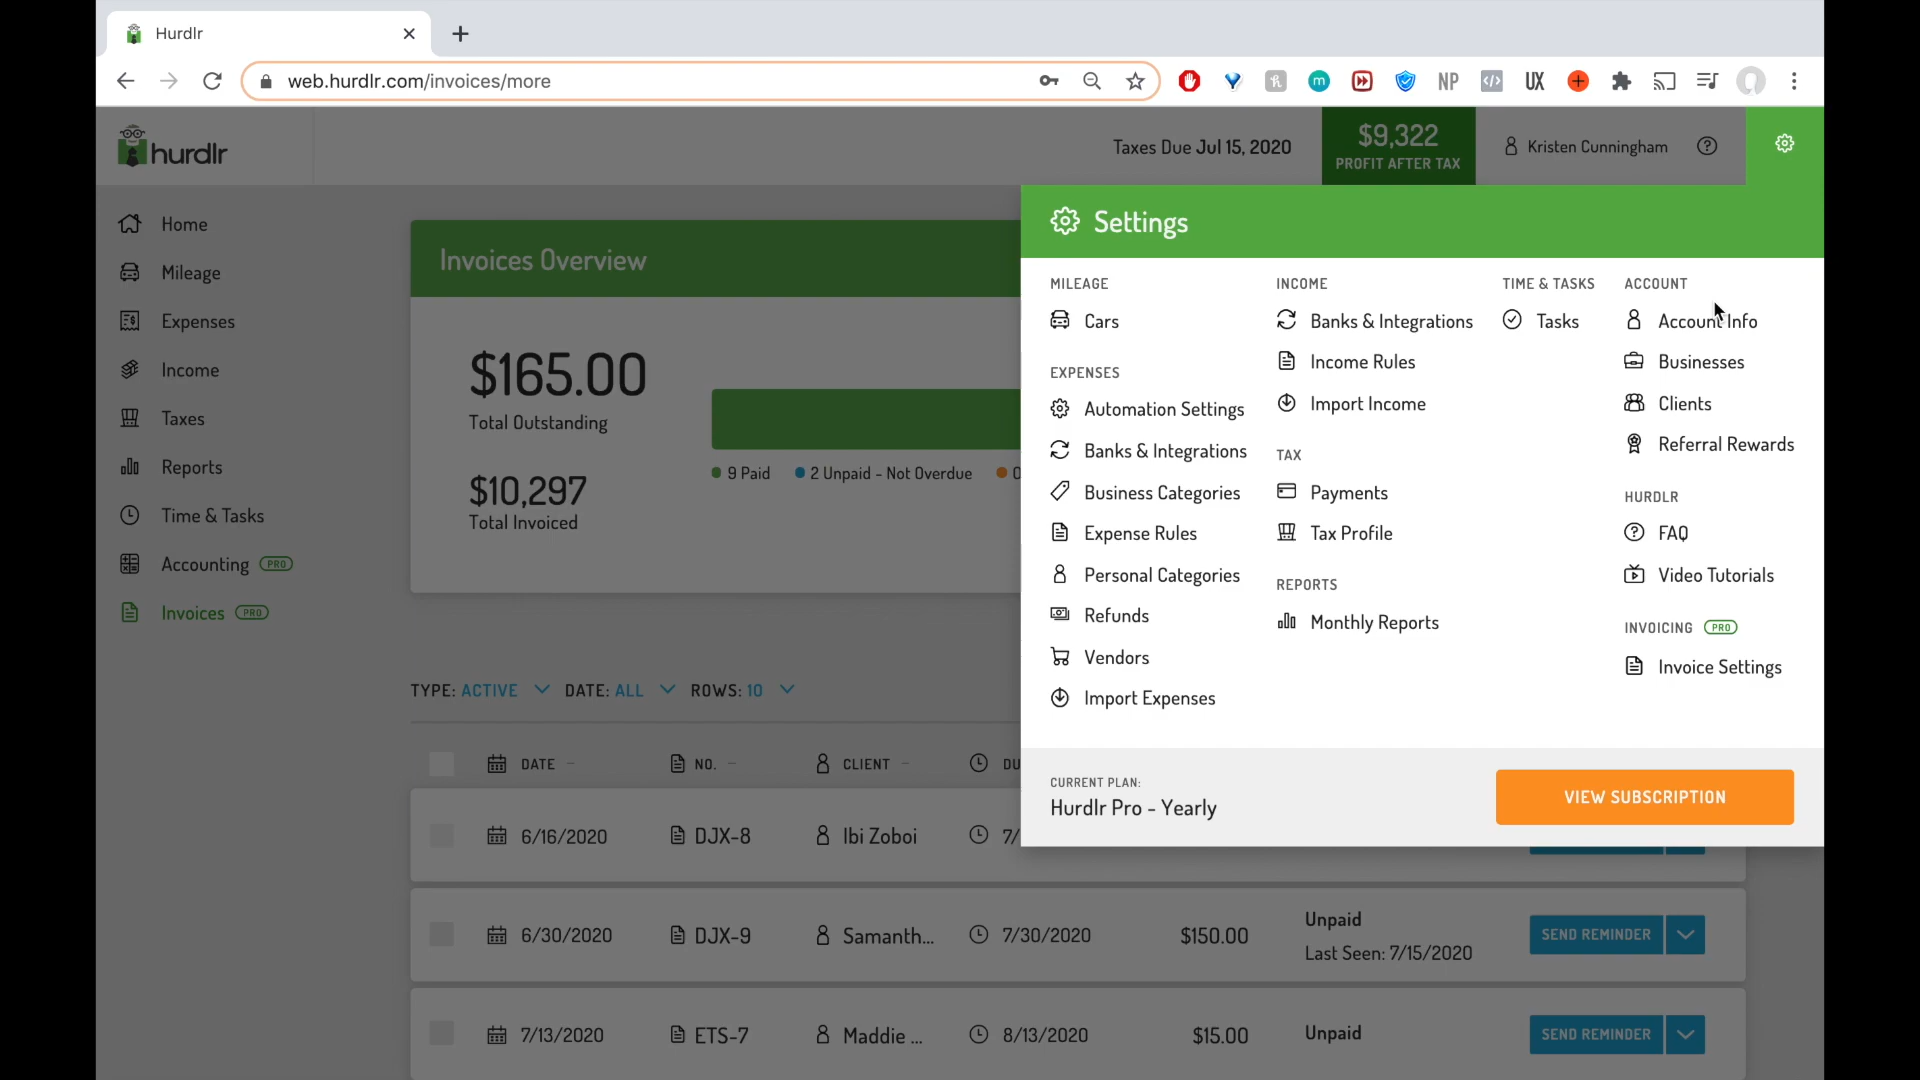 Hurdlr
web.hurdlr.com/invoices/more
NP
UX
hurdlr
Taxes Due Jul 15, 2020
$9,322
PROFIT AFTER TAX
Kristen Cunningham
Home
Mileage
Expenses
Income
Taxes
Reports
Time & Tasks
Accounting PRO
Invoices PRO
Invoices Overview
$165.00
Total Outstanding
$10,297
Total Invoiced
9 Paid
2 Unpaid - Not Overdue
Settings
MILEAGE
Cars
EXPENSES
Automation Settings
Banks & Integrations
Business Categories
Expense Rules
Personal Categories
Refunds
Vendors
Import Expenses
INCOME
Banks & Integrations
Income Rules
Import Income
TAX
Payments
Tax Profile
REPORTS
Monthly Reports
TIME & TASKS
Tasks
ACCOUNT
Account Info
Businesses
Clients
Referral Rewards
HURDLR
FAQ
Video Tutorials
INVOICING PRO
Invoice Settings
CURRENT PLAN:
Hurdlr Pro - Yearly
VIEW SUBSCRIPTION
TYPE: ACTIVE DATE: ALL ROWS: 10
DATE NO. CLIENT DU
6/16/2020 DJX-8 Ibi Zoboi 7/
6/30/2020 DJX-9 Samanth... 7/30/2020 $150.00 Unpaid
Last Seen: 7/15/2020
SEND REMINDER
7/13/2020 ETS-7 Maddie ... 8/13/2020 $15.00 Unpaid
SEND REMINDER